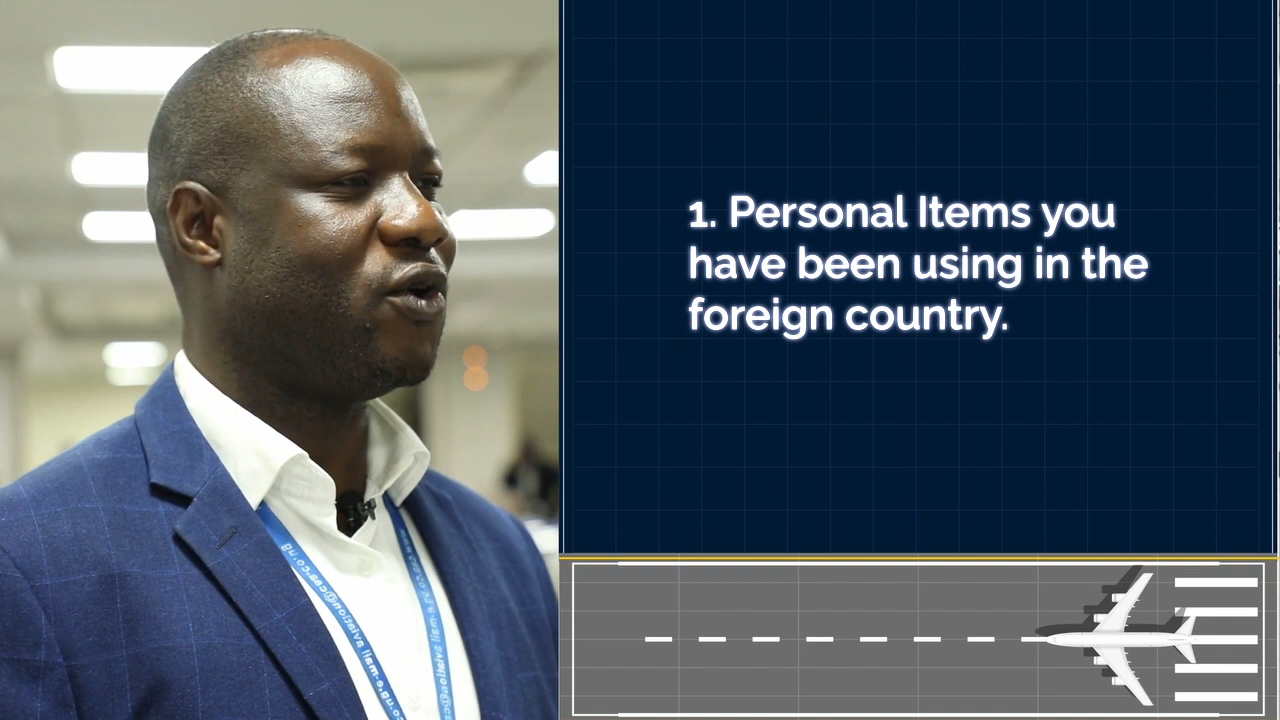 1. Personal Items you
have been using in the
foreign country.